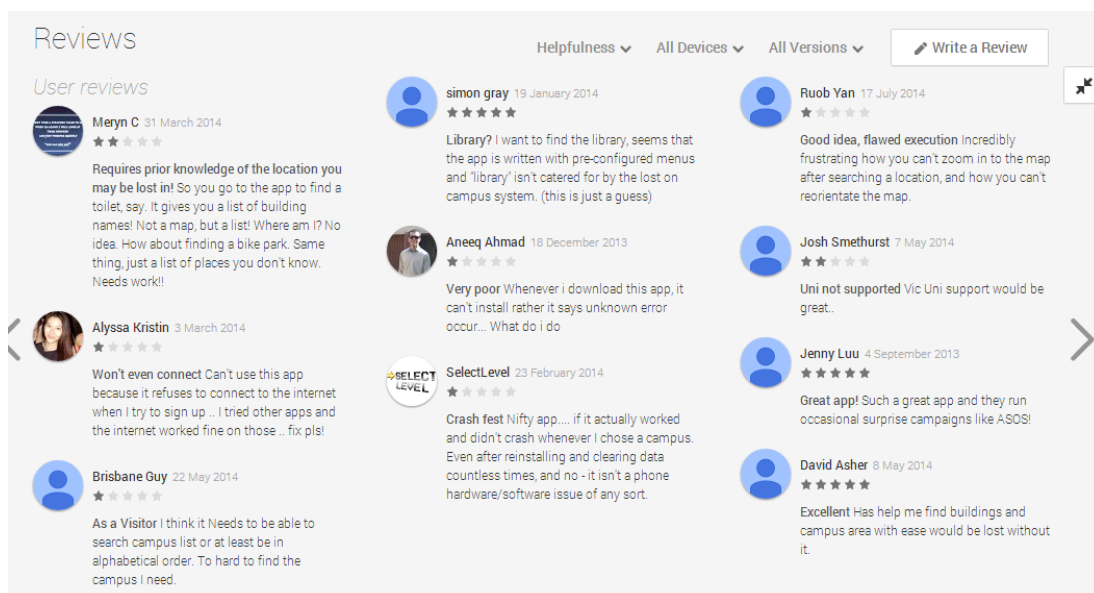 Reviews
Helpfulness
All Devices
All Versions
Write a Review
User reviews
Meryn C 31 March 2014
Requires prior knowledge of the location you
may be lost in! So you go to the app to find a
toilet, say. It gives you a list of building
names! Not a map, but a list! Where am I? No
idea. How about finding a bike park. Same
thing, just a list of places you don't know.
Needs work!!
Alyssa Kristin 3 March 2014
Won't even connect Can't use this app
because it refuses to connect to the internet
when I try to sign up .. I tried other apps and
the internet worked fine on those .. fix pls!
Brisbane Guy 22 May 2014
As a Visitor I think it Needs to be able to
search campus list or at least be in
alphabetical order. To hard to find the
campus I need.
simon gray 19 January 2014
Library? I want to find the library, seems that
the app is written with pre-configured menus
and "library" isn't catered for by the lost on
campus system. (this is just a guess)
Aneeq Ahmad 18 December 2013
Very poor Whenever i download this app, it
can't install rather it says unknown error
occur... What do i do
SELECT
LEVEL
SelectLevel 23 February 2014
Crash fest Nifty app.... if it actually worked
and didn't crash whenever I chose a campus.
Even after reinstalling and clearing data
countless times, and no - it isn't a phone
hardware/software issue of any sort.
Ruob Yan 17 July 2014
Good idea, flawed execution Incredibly
frustrating how you can't zoom in to the map
after searching a location, and how you can't
reorientate the map.
Josh Smethurst 7 May 2014
Uni not supported Vic Uni support would be
great..
Jenny Luu 4 September 2013
Great app! Such a great app and they run
occasional surprise campaigns like ASOS!
David Asher 8 May 2014
Excellent Has help me find buildings and
campus area with ease would be lost without
it.